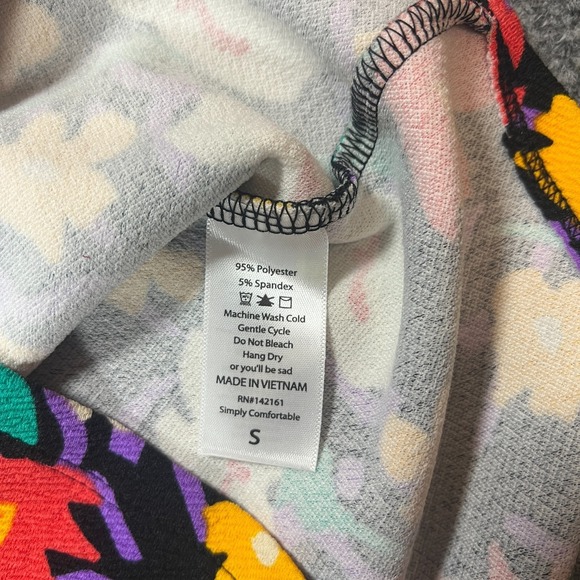 95% Polyester
5% Spandex
Machine Wash Cold
Gentle Cycle
Do Not Bleach
Hang Dry
or you'll be sad
MADE IN VIETNAM
RN#142161
Simply Comfortable
S